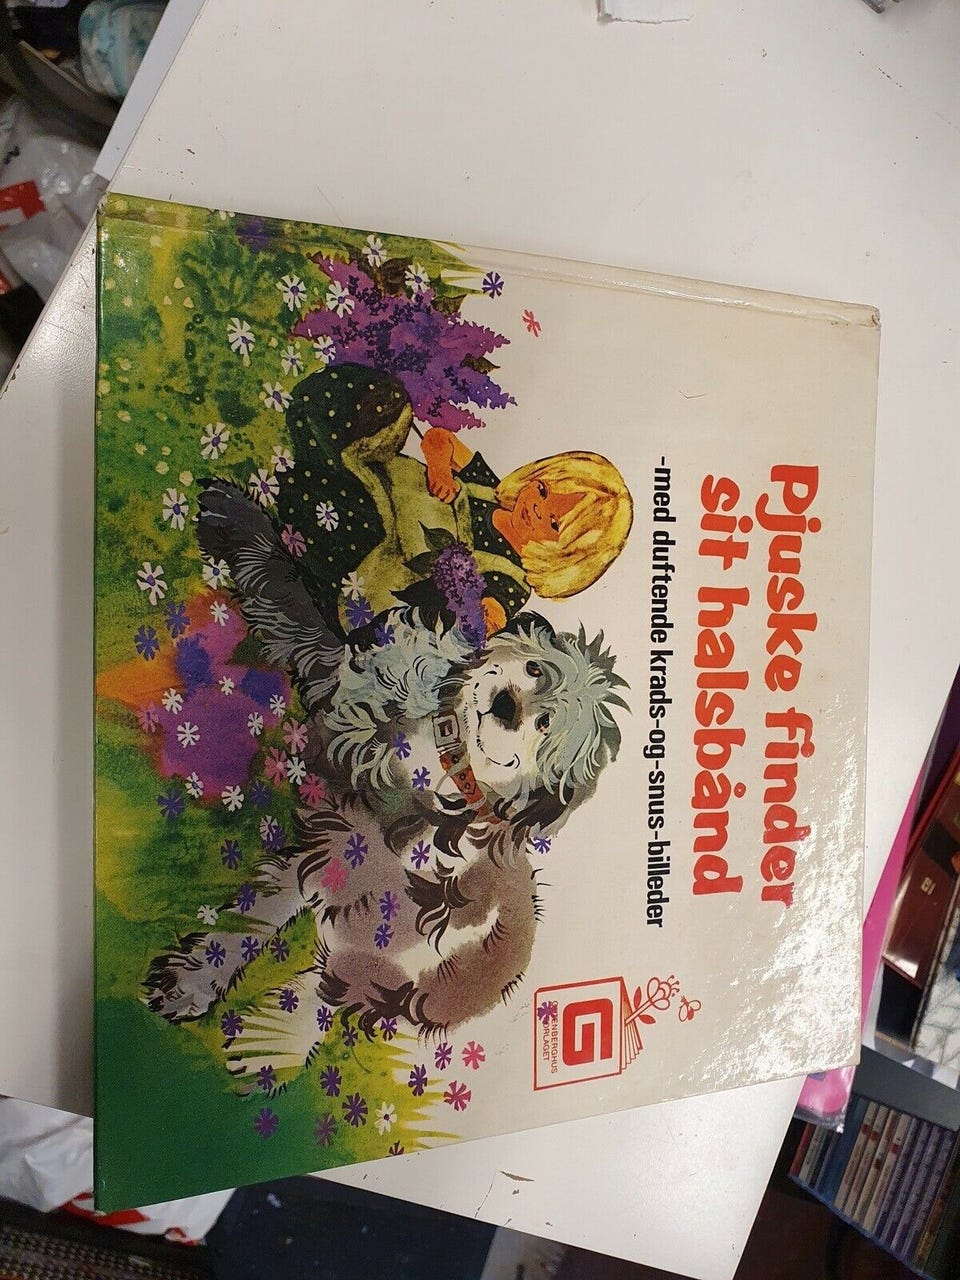 Pjuske finder
sit halsbånd
-med duftende krads-og-snus-billeder
G